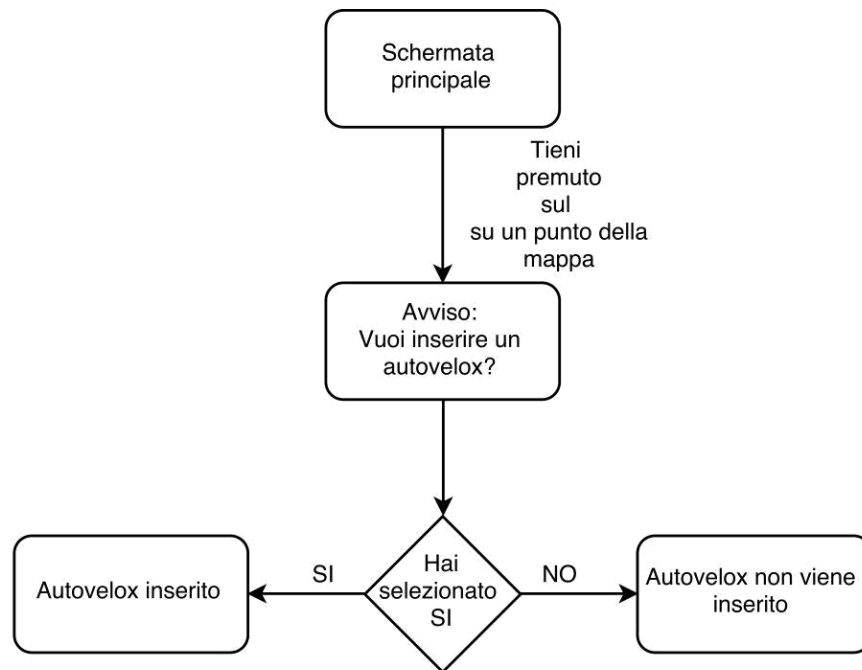 Schermata
principale
Tieni
premuto
sul
su un punto della
mappa
Avviso:
Vuoi inserire un
autovelox?
Hai
selezionato
SI
SI
NO
Autovelox inserito
Autovelox non viene
inserito